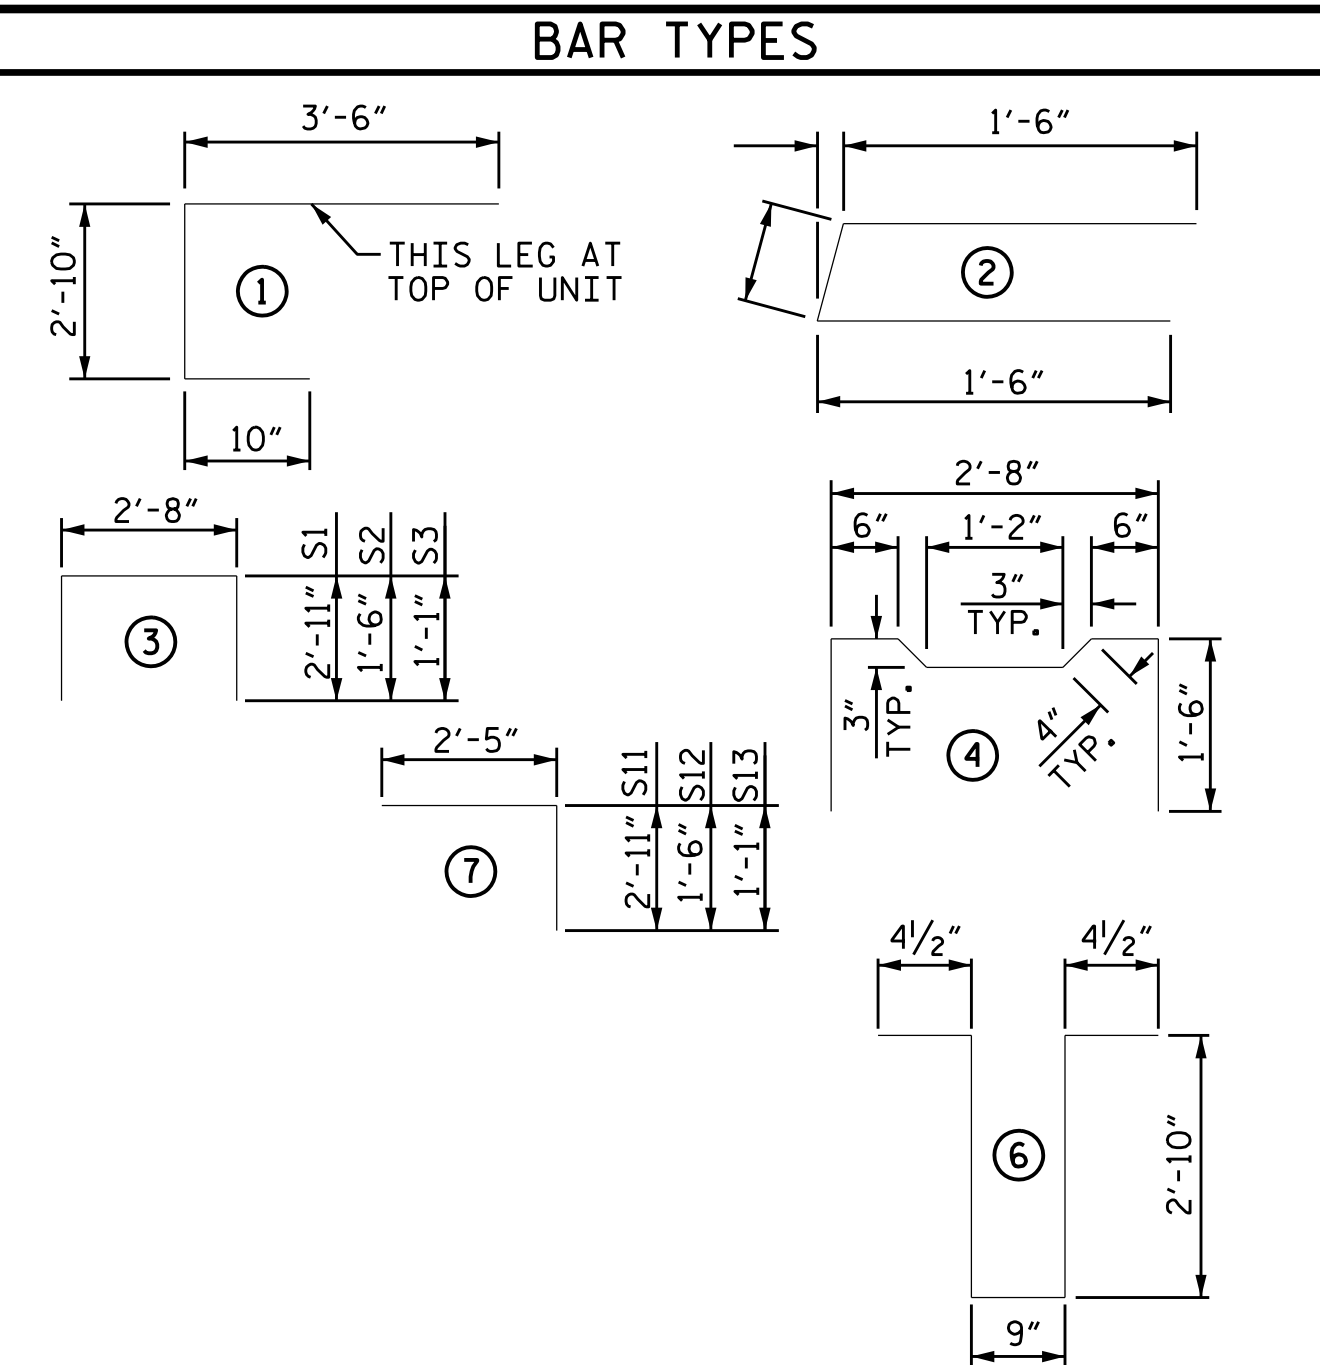 BAR TYPES
3'-6"
2'-10"
1
THIS LEG AT
TOP OF UNIT
10"
1'-6"
2
1'-6"
2'-8"
S1
S2
S3
2'-11"
1'-6"
1'-1"
3
2'-8"
6"
1'-2"
6"
3"
TYP.
3"
TYP.
4
4"
TYP.
1'-6"
2'-5"
S11
S12
S13
2'-11"
1'-6"
1'-1"
7
4 1/2"
4 1/2"
6
2'-10"
9"